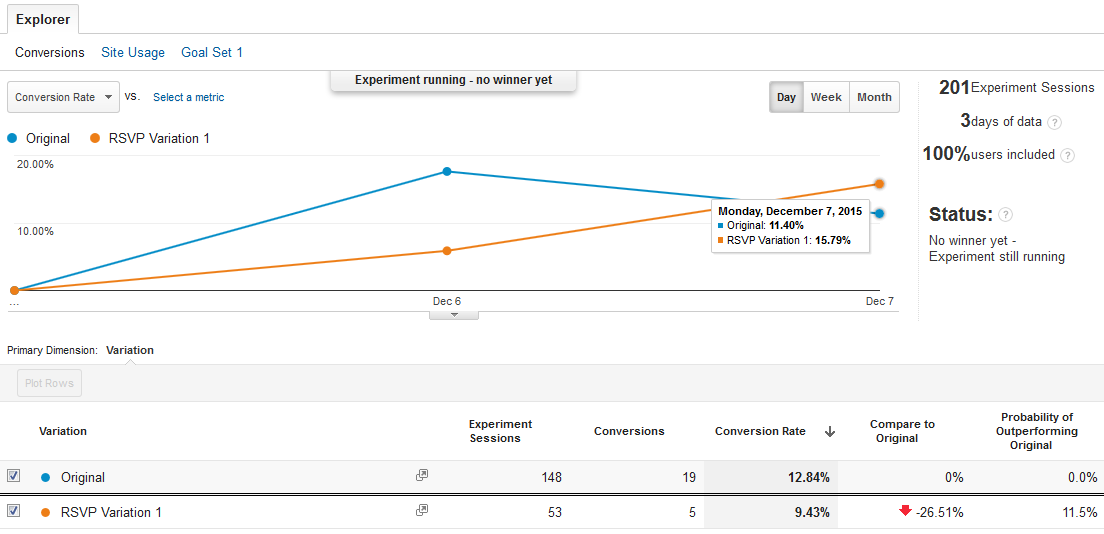 Explorer
Conversions Site Usage Goal Set 1
Experiment running - no winner yet
Conversion Rate vs. Select a metric
Day Week Month
201 Experiment Sessions
3 days of data ?
100% users included ?
Original RSVP Variation 1
20.00%
10.00%
Monday, December 7, 2015
Original: 11.40%
RSVP Variation 1: 15.79%
... Dec 6 Dec 7
Status: ?
No winner yet -
Experiment still running
Primary Dimension: Variation
Plot Rows
Variation Experiment Sessions Conversions Conversion Rate Compare to Original Probability of Outperforming Original
Original 148 19 12.84% 0% 0.0%
RSVP Variation 1 53 5 9.43% -26.51% 11.5%